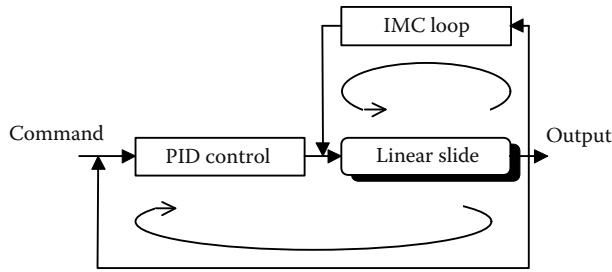 IMC loop
Command
PID control
Linear slide
Output